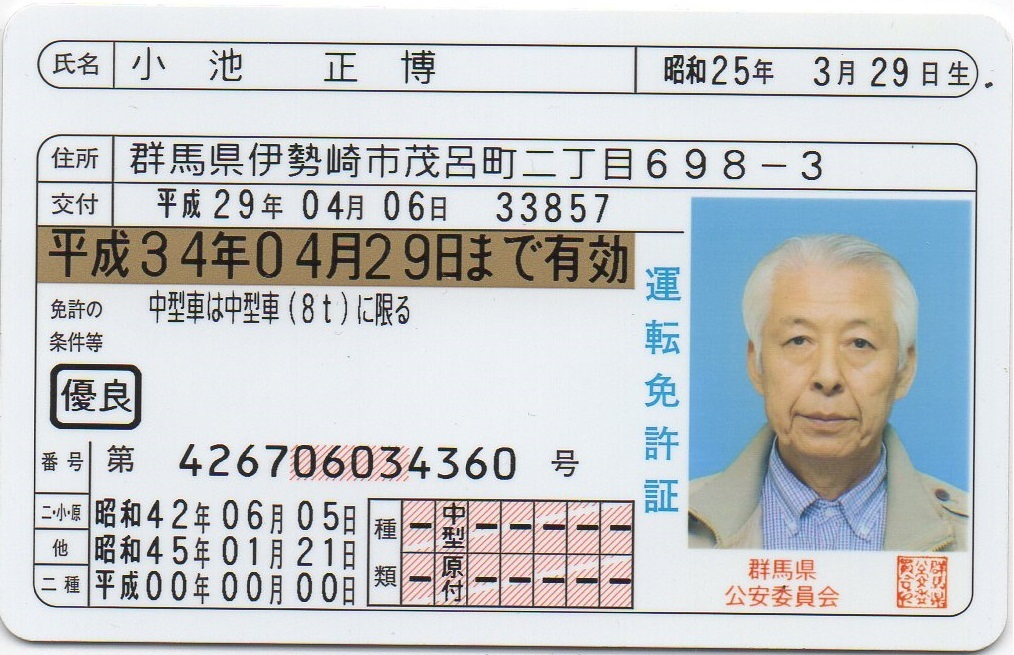 氏名 小池 正博 昭和25年 3月29日生
住所 群馬県伊勢崎市茂呂町二丁目698-3
交付 平成29年04月06日 33857
平成34年04月29日まで有効
免許の条件等 中型車は中型車(8t)に限る
優良
番号 第 426706034360 号
二・小・原 昭和42年06月05日
他 昭和45年01月21日
二種 平成00年00月00日
種類 - 中型 - - - - -
- 原付 - - - - -
運転免許証
群馬県
公安委員会